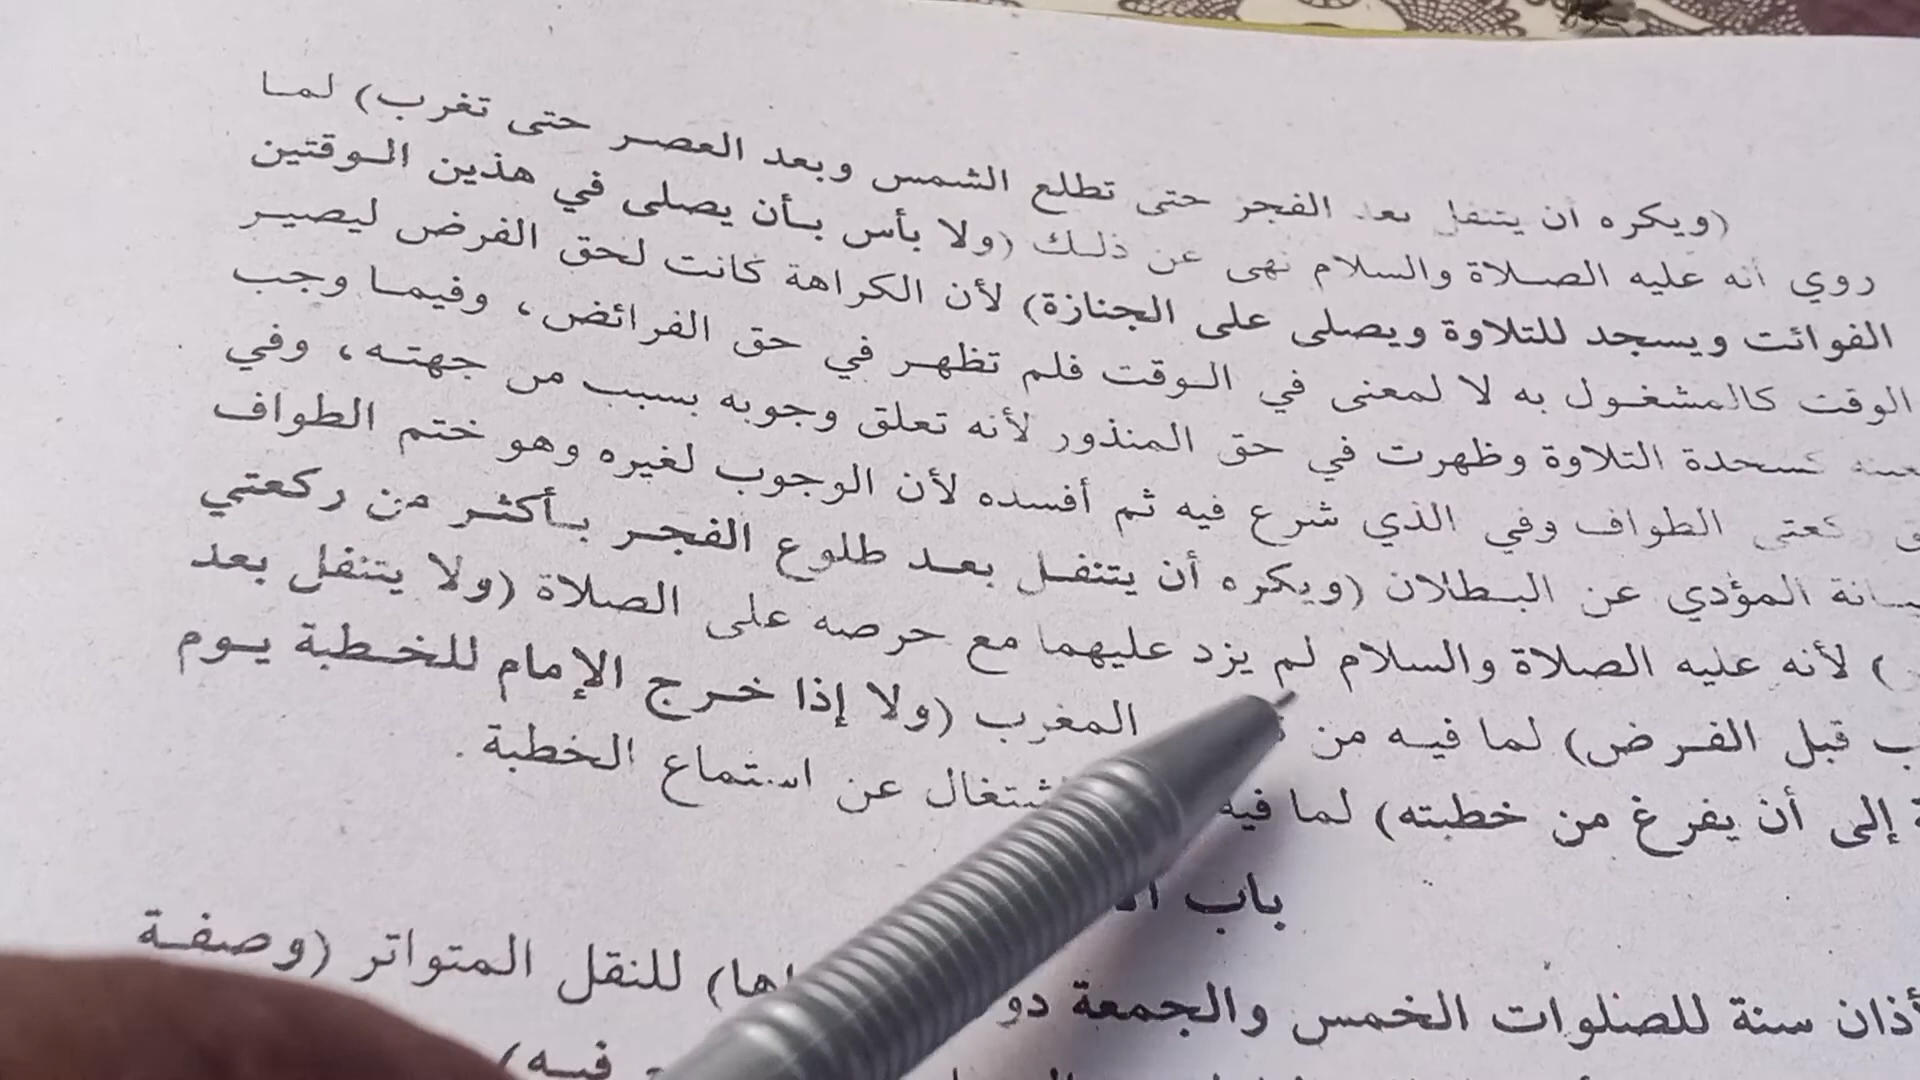 (ويكره أن يتنفل بعد الفجر حتى تطلع الشمس وبعد العصر حتى تغرب) لما
روي أنه عليه الصلاة والسلام نهى عن ذلك (ولا بأس بأن يصلى في هذين الوقتين
الفوائت ويسجد للتلاوة ويصلى على الجنازة) لأن الكراهة كانت لحق الفرض ليصير
الوقت كالمشغول به لا لمعنى في الوقت فلم تظهر في حق الفرائض، وفيما وجب
لعينه كسجدة التلاوة وظهرت في حق المنذور لأنه تعلق وجوبه بسبب من جهته، وفي
ركعتي الطواف وفي الذي شرع فيه ثم أفسده لأن الوجوب لغيره وهو ختم الطواف
المؤدي عن البطلان (ويكره أن يتنفل بعد طلوع الفجر بأكثر من ركعتي
) لأنه عليه الصلاة والسلام لم يزد عليهما مع حرصه على الصلاة (ولا يتنفل بعد
قبل الفرض) لما فيه من المغرب (ولا إذا خرج الإمام للخطبة يوم
إلى أن يفرغ من خطبته) لما فيه عن استماع الخطبة.
باب
سنة للصلوات الخمس والجمعة للنقل المتواتر (وصفة
فيه)